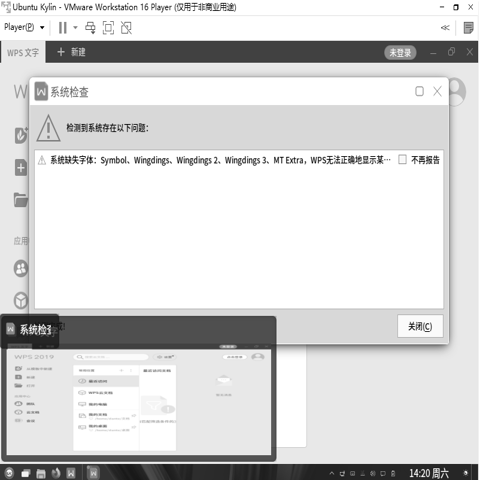 Ubuntu Kylin - VMware Workstation 16 Player (仅用于非商业用途)
Player(P)
WPS 文字
新建
未登录
W
系统检查
检测到系统存在以下问题：
系统缺失字体：Symbol、Wingdings、Wingdings 2、Wingdings 3、MT Extra，WPS无法正确地显示某…
不再报告
应用
关闭(C)
系统检查
WPS 2019
14:20 周六